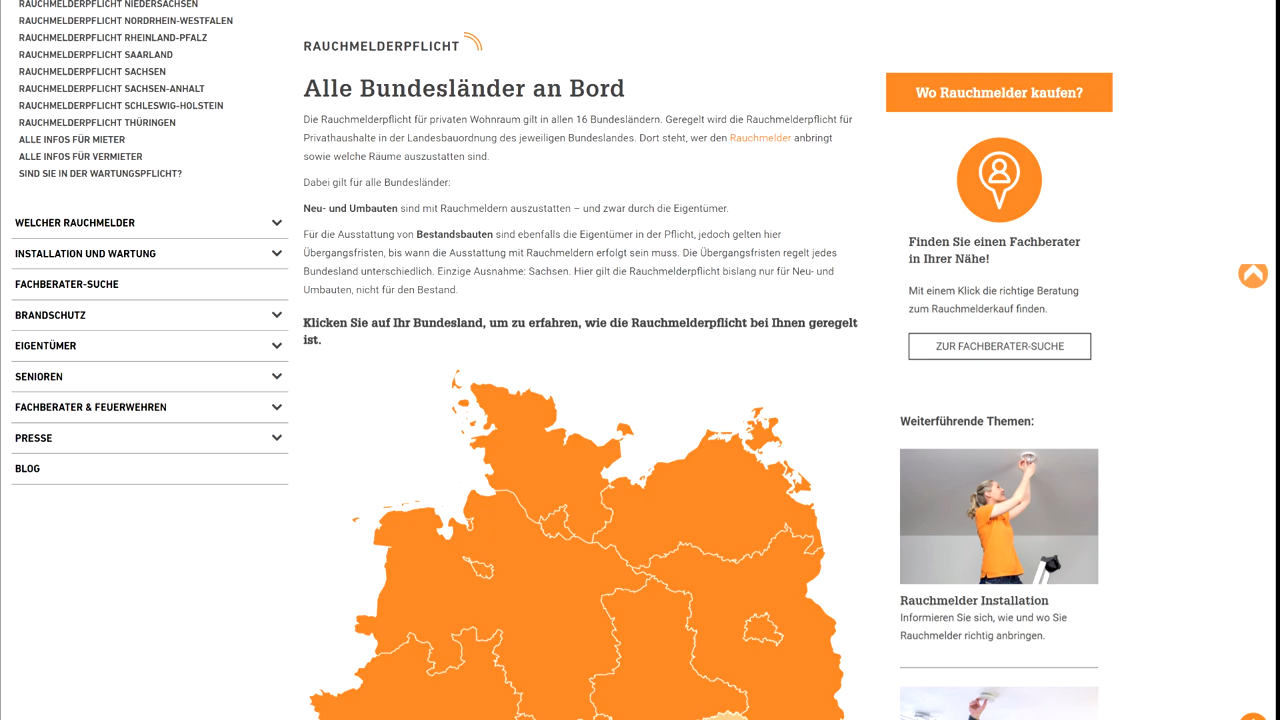 RAUCHMELDERPFLICHT NIEDERSACHSEN
RAUCHMELDERPFLICHT NORDRHEIN-WESTFALEN
RAUCHMELDERPFLICHT RHEINLAND-PFALZ
RAUCHMELDERPFLICHT SAARLAND
RAUCHMELDERPFLICHT SACHSEN
RAUCHMELDERPFLICHT SACHSEN-ANHALT
RAUCHMELDERPFLICHT SCHLESWIG-HOLSTEIN
RAUCHMELDERPFLICHT THÜRINGEN
ALLE INFOS FÜR MIETER
ALLE INFOS FÜR VERMIETER
SIND SIE IN DER WARTUNGSPFLICHT?
WELCHER RAUCHMELDER
INSTALLATION UND WARTUNG
FACHBERATER-SUCHE
BRANDSCHUTZ
EIGENTÜMER
SENIOREN
FACHBERATER & FEUERWEHREN
PRESSE
BLOG
RAUCHMELDERPFLICHT
Alle Bundesländer an Bord
Die Rauchmelderpflicht für privaten Wohnraum gilt in allen 16 Bundesländern. Geregelt wird die Rauchmelderpflicht für
Privathaushalte in der Landesbauordnung des jeweiligen Bundeslandes. Dort steht, wer den Rauchmelder anbringt
sowie welche Räume auszustatten sind.
Dabei gilt für alle Bundesländer:
Neu- und Umbauten sind mit Rauchmeldern auszustatten – und zwar durch die Eigentümer.
Für die Ausstattung von Bestandsbauten sind ebenfalls die Eigentümer in der Pflicht, jedoch gelten hier
Übergangsfristen, bis wann die Ausstattung mit Rauchmeldern erfolgt sein muss. Die Übergangsfristen regelt jedes
Bundesland unterschiedlich. Einzige Ausnahme: Sachsen. Hier gilt die Rauchmelderpflicht bislang nur für Neu- und
Umbauten, nicht für den Bestand.
Klicken Sie auf Ihr Bundesland, um zu erfahren, wie die Rauchmelderpflicht bei Ihnen geregelt
ist.
Wo Rauchmelder kaufen?
Finden Sie einen Fachberater
in Ihrer Nähe!
Mit einem Klick die richtige Beratung
zum Rauchmelderkauf finden.
ZUR FACHBERATER-SUCHE
Weiterführende Themen:
Rauchmelder Installation
Informieren Sie sich, wie und wo Sie
Rauchmelder richtig anbringen.